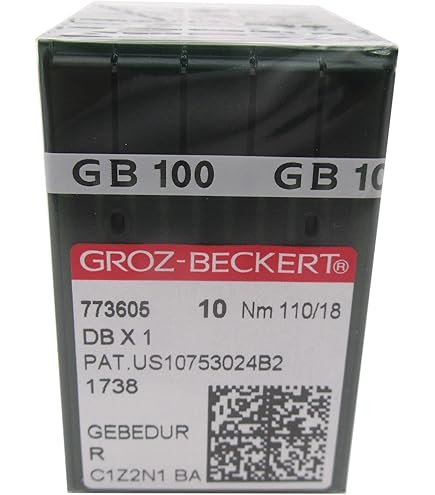 GB 100 GB 10
GROZ-BECKERT®
773605 10 Nm 110/18
DB X 1
PAT.US10753024B2
1738
GEBEDUR
R
C1Z2N1 BA